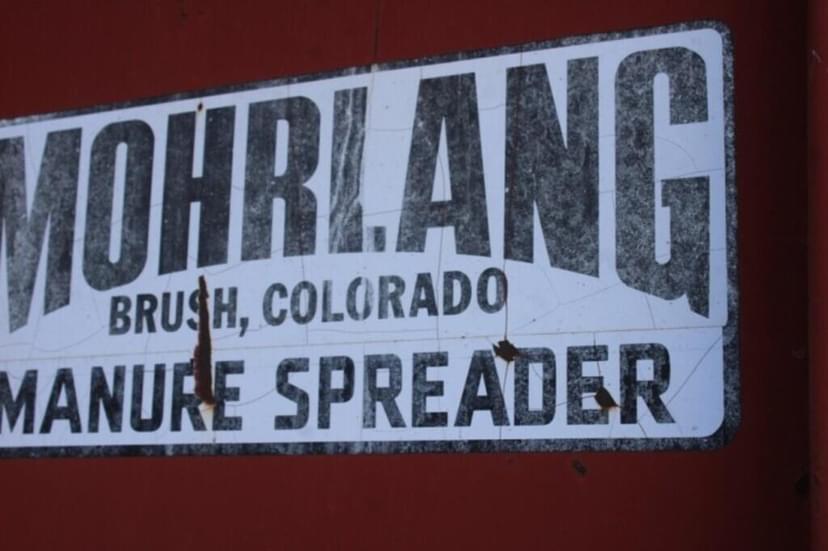 MOHRLANG
BRUSH, COLORADO
MANURE SPREADER